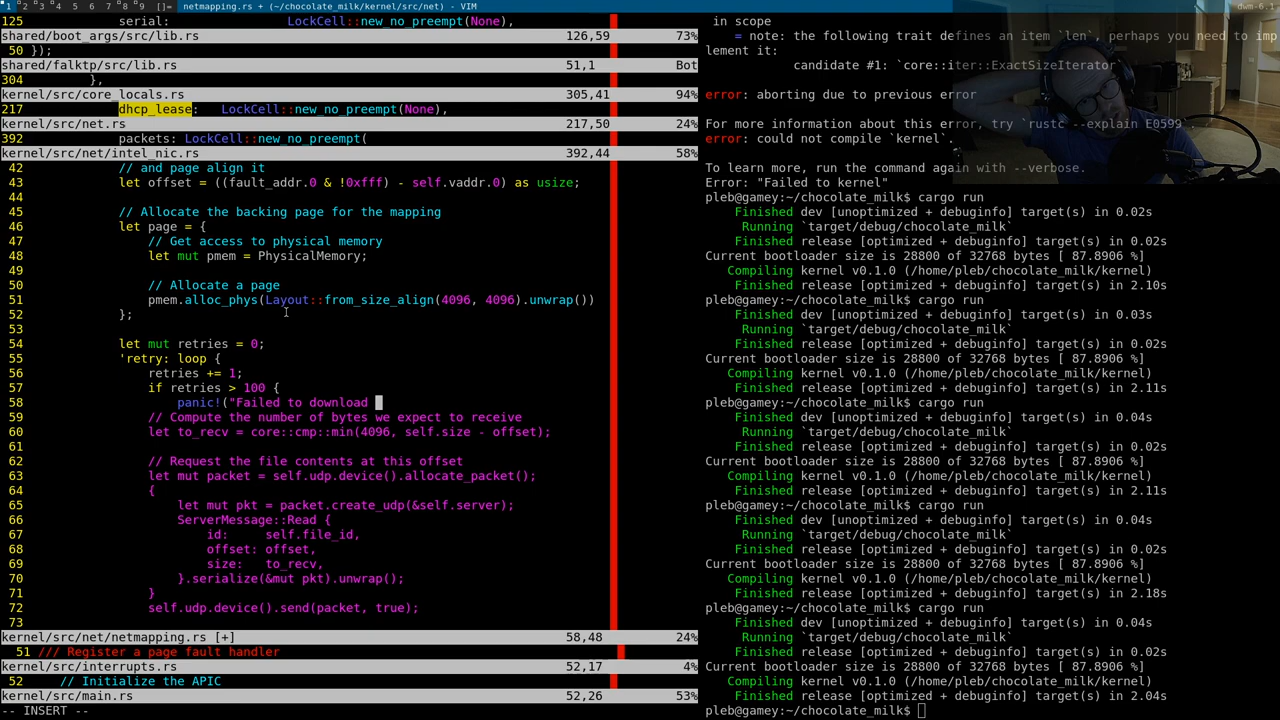 1 2 3 4 5 6 7 8 9 []= netmapping.rs + (~/chocolate_milk/kernel/src/net) - VIM
dwm-6.1
125 serial: LockCell::new_no_preempt(None),
shared/boot_args/src/lib.rs 126,59 73%
50 });
shared/falktp/src/lib.rs 51,1 Bot
304 },
kernel/src/core_locals.rs 305,41 94%
217 dhcp_lease: LockCell::new_no_preempt(None),
kernel/src/net.rs 217,50 24%
392 packets: LockCell::new_no_preempt(
kernel/src/net/intel_nic.rs 392,44 58%
42 // and page align it
43 let offset = ((fault_addr.0 & !0xfff) - self.vaddr.0) as usize;
44
45 // Allocate the backing page for the mapping
46 let page = {
47 // Get access to physical memory
48 let mut pmem = PhysicalMemory;
49
50 // Allocate a page
51 pmem.alloc_phys(Layout::from_size_align(4096, 4096).unwrap())
52 };
53
54 let mut retries = 0;
55 'retry: loop {
56 retries += 1;
57 if retries > 100 {
58 panic!("Failed to download
59 // Compute the number of bytes we expect to receive
60 let to_recv = core::cmp::min(4096, self.size - offset);
61
62 // Request the file contents at this offset
63 let mut packet = self.udp.device().allocate_packet();
64 {
65 let mut pkt = packet.create_udp(&self.server);
66 ServerMessage::Read {
67 id: self.file_id,
68 offset: offset,
69 size: to_recv,
70 }.serialize(&mut pkt).unwrap();
71 }
72 self.udp.device().send(packet, true);
73
kernel/src/net/netmapping.rs [+] 58,48 24%
51 /// Register a page fault handler
kernel/src/interrupts.rs 52,17 4%
52 // Initialize the APIC
kernel/src/main.rs 52,26 53%
-- INSERT --
in scope
= note: the following trait defines an item `len`, perhaps you need to imp
lement it:
candidate #1: `core::iter::ExactSizeIterator`
error: aborting due to previous error
For more information about this error, try `rustc --explain E0599`.
error: could not compile `kernel`.
To learn more, run the command again with --verbose.
Error: "Failed to kernel"
pleb@gamey:~/chocolate_milk$ cargo run
Finished dev [unoptimized + debuginfo] target(s) in 0.02s
Running `target/debug/chocolate_milk`
Finished release [optimized + debuginfo] target(s) in 0.02s
Current bootloader size is 28800 of 32768 bytes [ 87.8906 %]
Compiling kernel v0.1.0 (/home/pleb/chocolate_milk/kernel)
Finished release [optimized + debuginfo] target(s) in 2.10s
pleb@gamey:~/chocolate_milk$ cargo run
Finished dev [unoptimized + debuginfo] target(s) in 0.03s
Running `target/debug/chocolate_milk`
Finished release [optimized + debuginfo] target(s) in 0.02s
Current bootloader size is 28800 of 32768 bytes [ 87.8906 %]
Compiling kernel v0.1.0 (/home/pleb/chocolate_milk/kernel)
Finished release [optimized + debuginfo] target(s) in 2.11s
pleb@gamey:~/chocolate_milk$ cargo run
Finished dev [unoptimized + debuginfo] target(s) in 0.04s
Running `target/debug/chocolate_milk`
Finished release [optimized + debuginfo] target(s) in 0.02s
Current bootloader size is 28800 of 32768 bytes [ 87.8906 %]
Compiling kernel v0.1.0 (/home/pleb/chocolate_milk/kernel)
Finished release [optimized + debuginfo] target(s) in 2.11s
pleb@gamey:~/chocolate_milk$ cargo run
Finished dev [unoptimized + debuginfo] target(s) in 0.04s
Running `target/debug/chocolate_milk`
Finished release [optimized + debuginfo] target(s) in 0.02s
Current bootloader size is 28800 of 32768 bytes [ 87.8906 %]
Compiling kernel v0.1.0 (/home/pleb/chocolate_milk/kernel)
Finished release [optimized + debuginfo] target(s) in 2.18s
pleb@gamey:~/chocolate_milk$ cargo run
Finished dev [unoptimized + debuginfo] target(s) in 0.04s
Running `target/debug/chocolate_milk`
Finished release [optimized + debuginfo] target(s) in 0.02s
Current bootloader size is 28800 of 32768 bytes [ 87.8906 %]
Compiling kernel v0.1.0 (/home/pleb/chocolate_milk/kernel)
Finished release [optimized + debuginfo] target(s) in 2.04s
pleb@gamey:~/chocolate_milk$